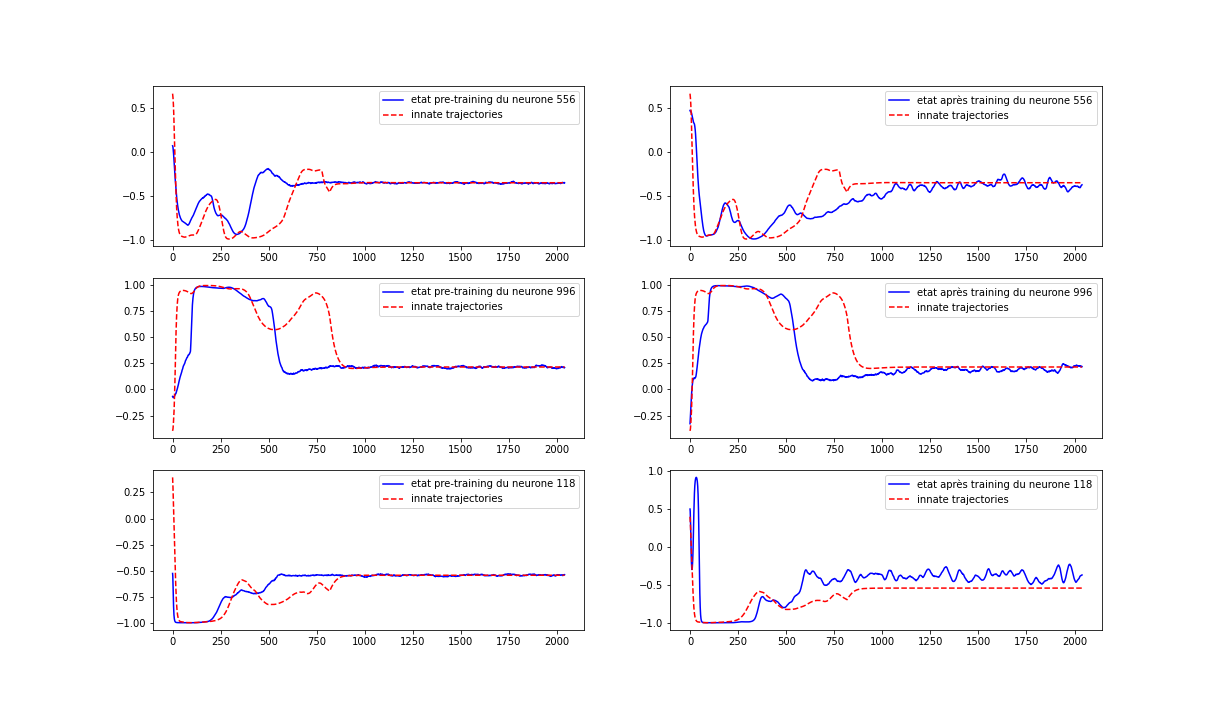 etat pre-training du neurone 556
innate trajectories
0.5
0.0
−0.5
−1.0
0 250 500 750 1000 1250 1500 1750 2000
etat après training du neurone 556
innate trajectories
0.5
0.0
−0.5
−1.0
0 250 500 750 1000 1250 1500 1750 2000
etat pre-training du neurone 996
innate trajectories
1.00
0.75
0.50
0.25
0.00
−0.25
0 250 500 750 1000 1250 1500 1750 2000
etat après training du neurone 996
innate trajectories
1.00
0.75
0.50
0.25
0.00
−0.25
0 250 500 750 1000 1250 1500 1750 2000
etat pre-training du neurone 118
innate trajectories
0.25
0.00
−0.25
−0.50
−0.75
−1.00
0 250 500 750 1000 1250 1500 1750 2000
etat après training du neurone 118
innate trajectories
1.0
0.5
0.0
−0.5
−1.0
0 250 500 750 1000 1250 1500 1750 2000